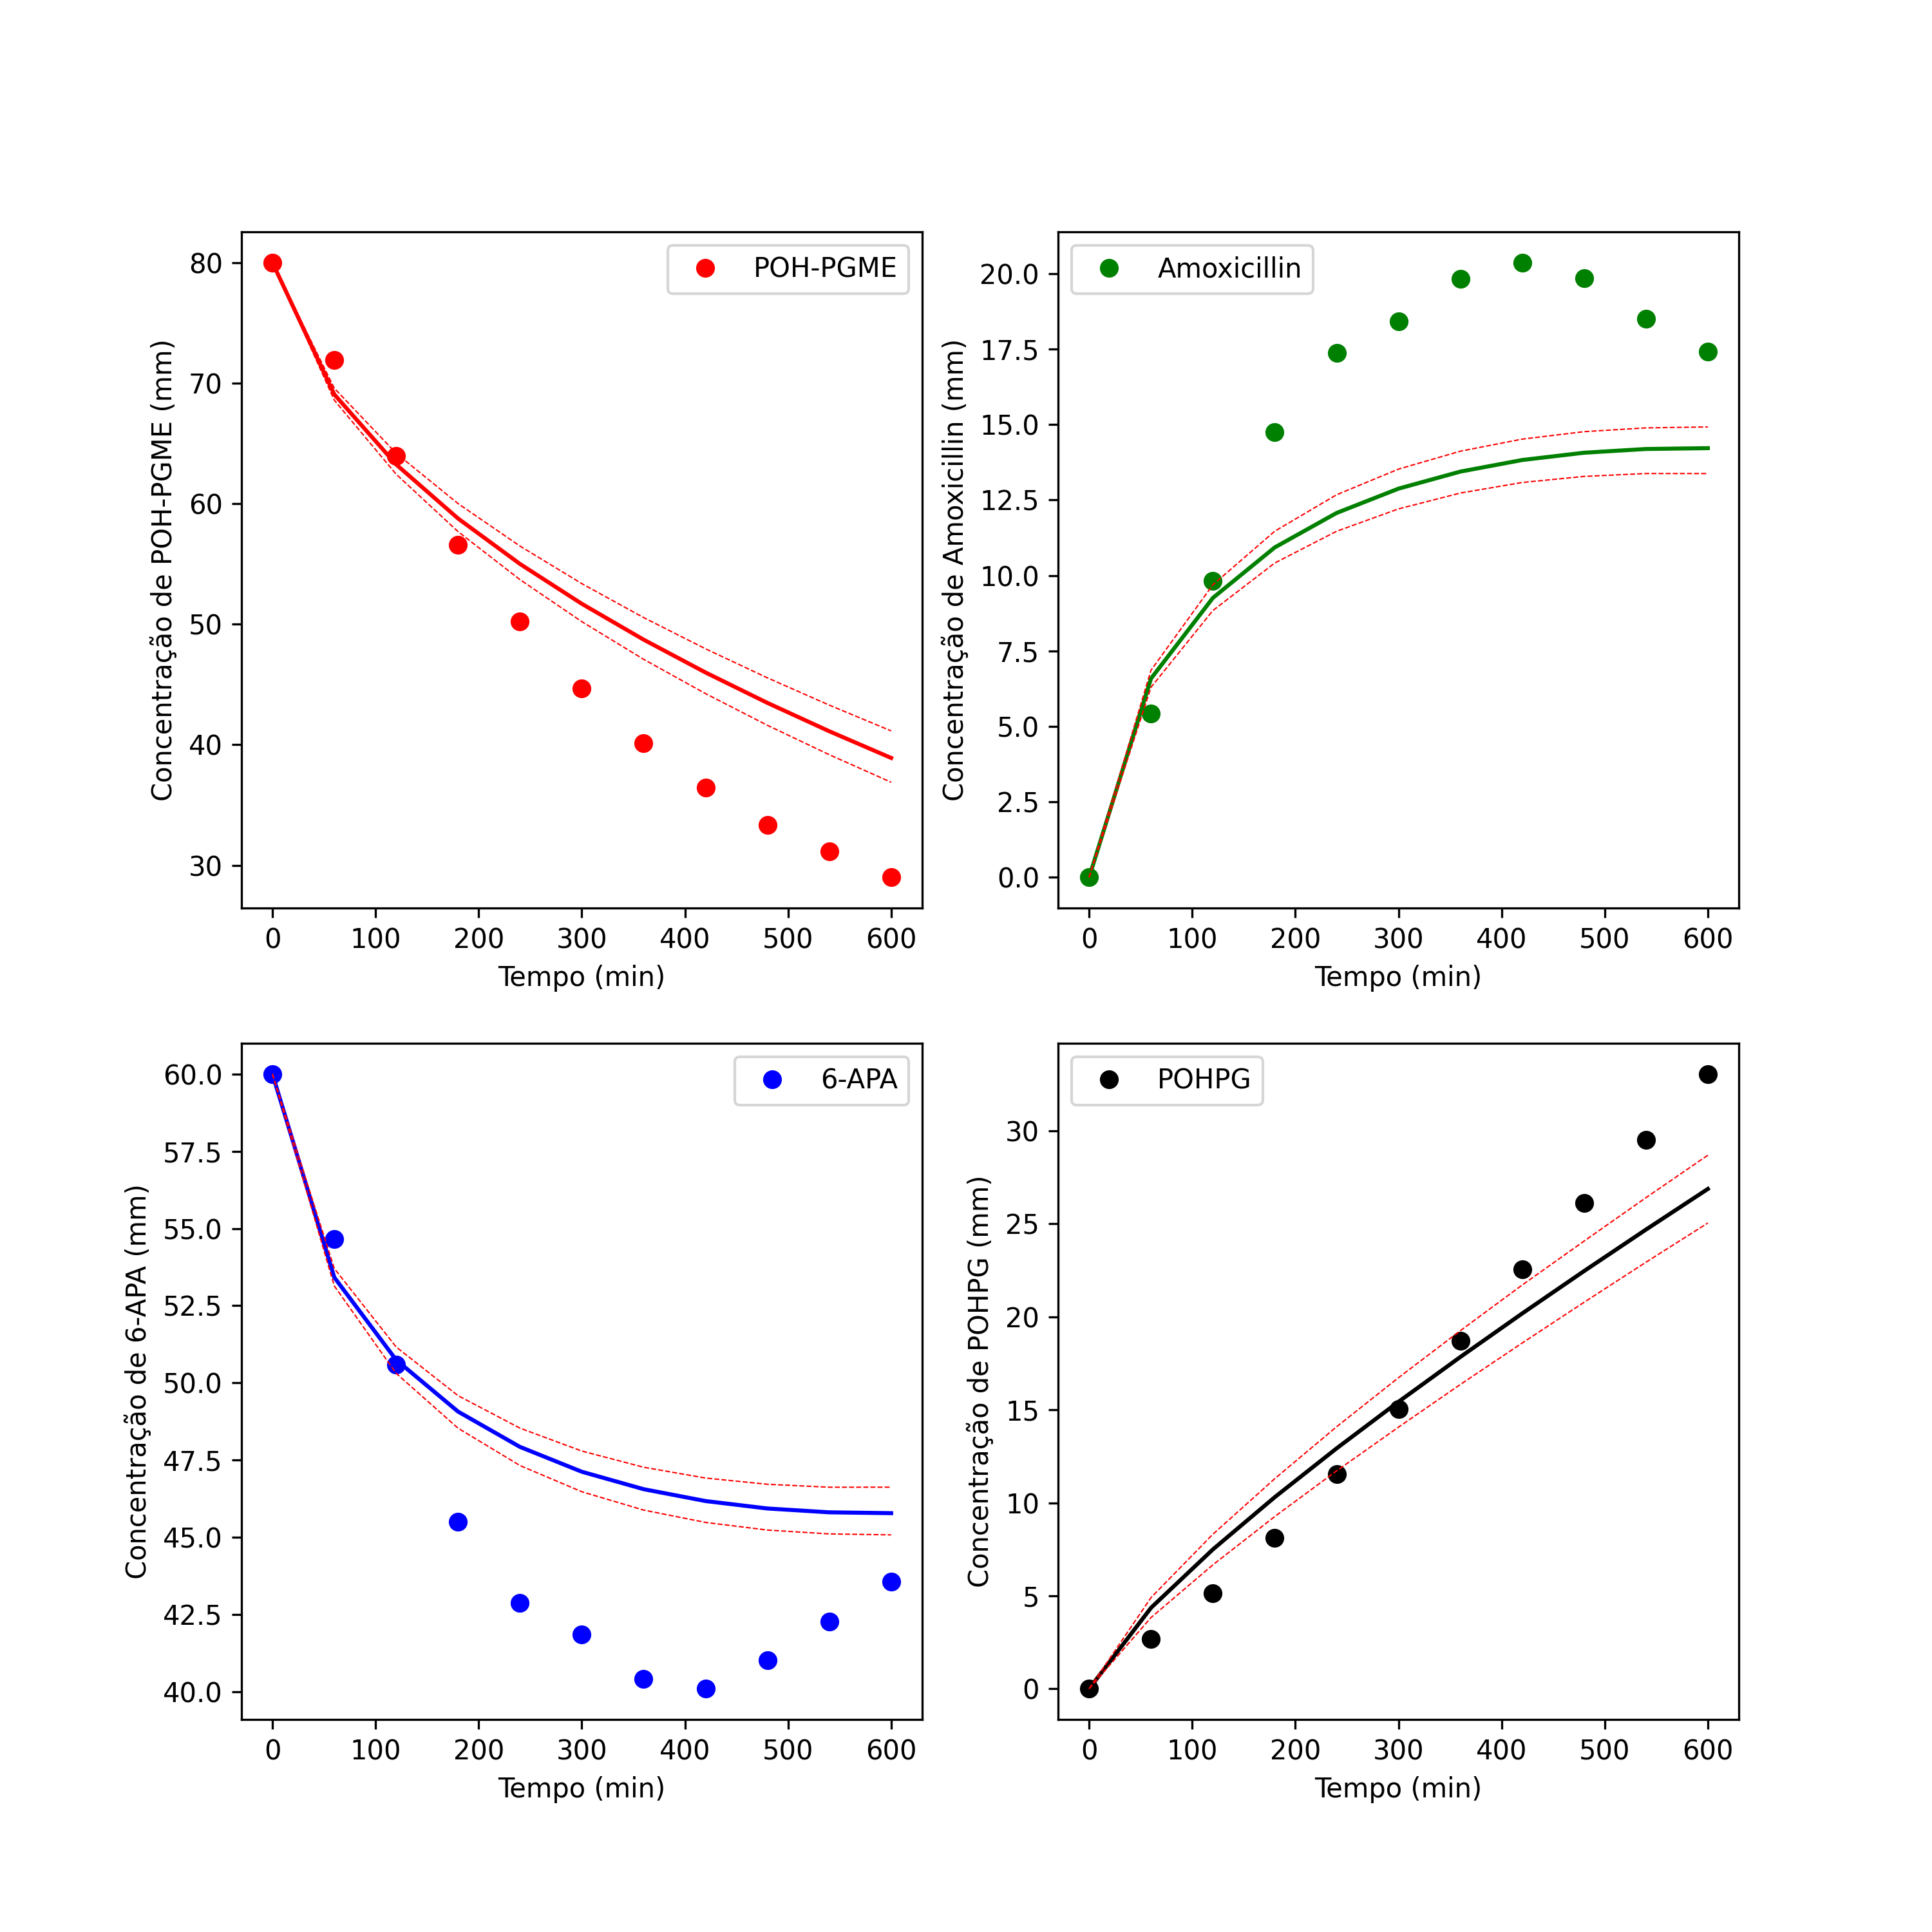 POH-PGME
Concentração de POH-PGME (mm)
80
70
60
50
40
30
0 100 200 300 400 500 600
Tempo (min)
Amoxicillin
Concentração de Amoxicillin (mm)
20.0
17.5
15.0
12.5
10.0
7.5
5.0
2.5
0.0
0 100 200 300 400 500 600
Tempo (min)
6-APA
Concentração de 6-APA (mm)
60.0
57.5
55.0
52.5
50.0
47.5
45.0
42.5
40.0
0 100 200 300 400 500 600
Tempo (min)
POHPG
Concentração de POHPG (mm)
30
25
20
15
10
5
0
0 100 200 300 400 500 600
Tempo (min)